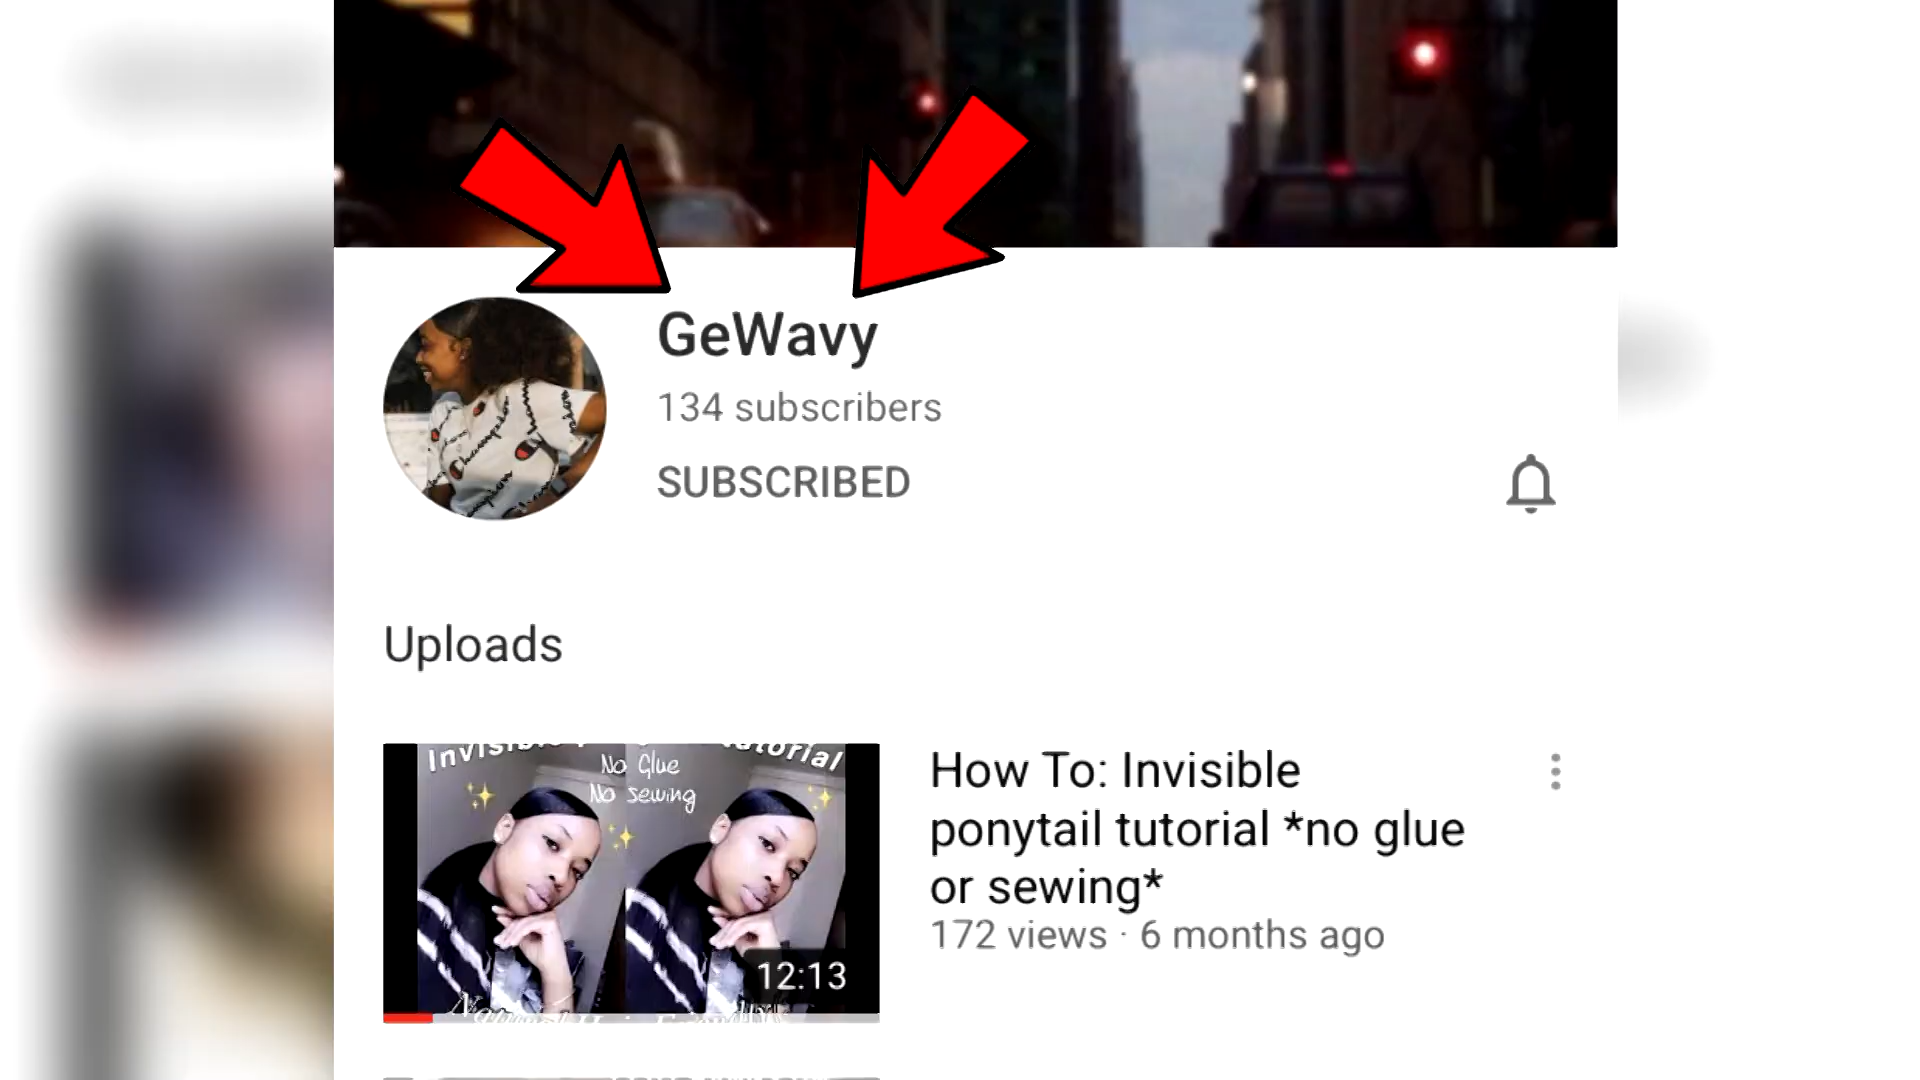 GeWavy
134 subscribers
SUBSCRIBED
Uploads
No Glue
No sewing
12:13
How To: Invisible
ponytail tutorial *no glue
or sewing*
172 views · 6 months ago